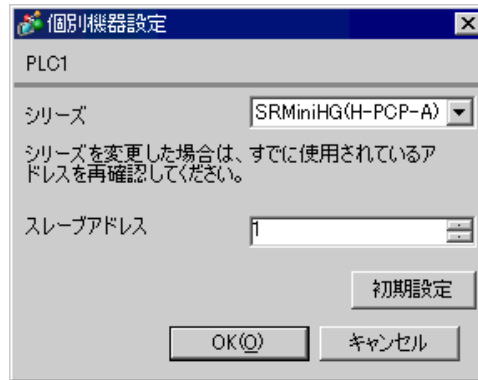 個別機器設定
PLC1
シリーズ
SRMiniHG(H-PCP-A)
シリーズを変更した場合は、すでに使用されているア
ドレスを再確認してください。
スレーブアドレス
1
初期設定
OK(O)
キャンセル